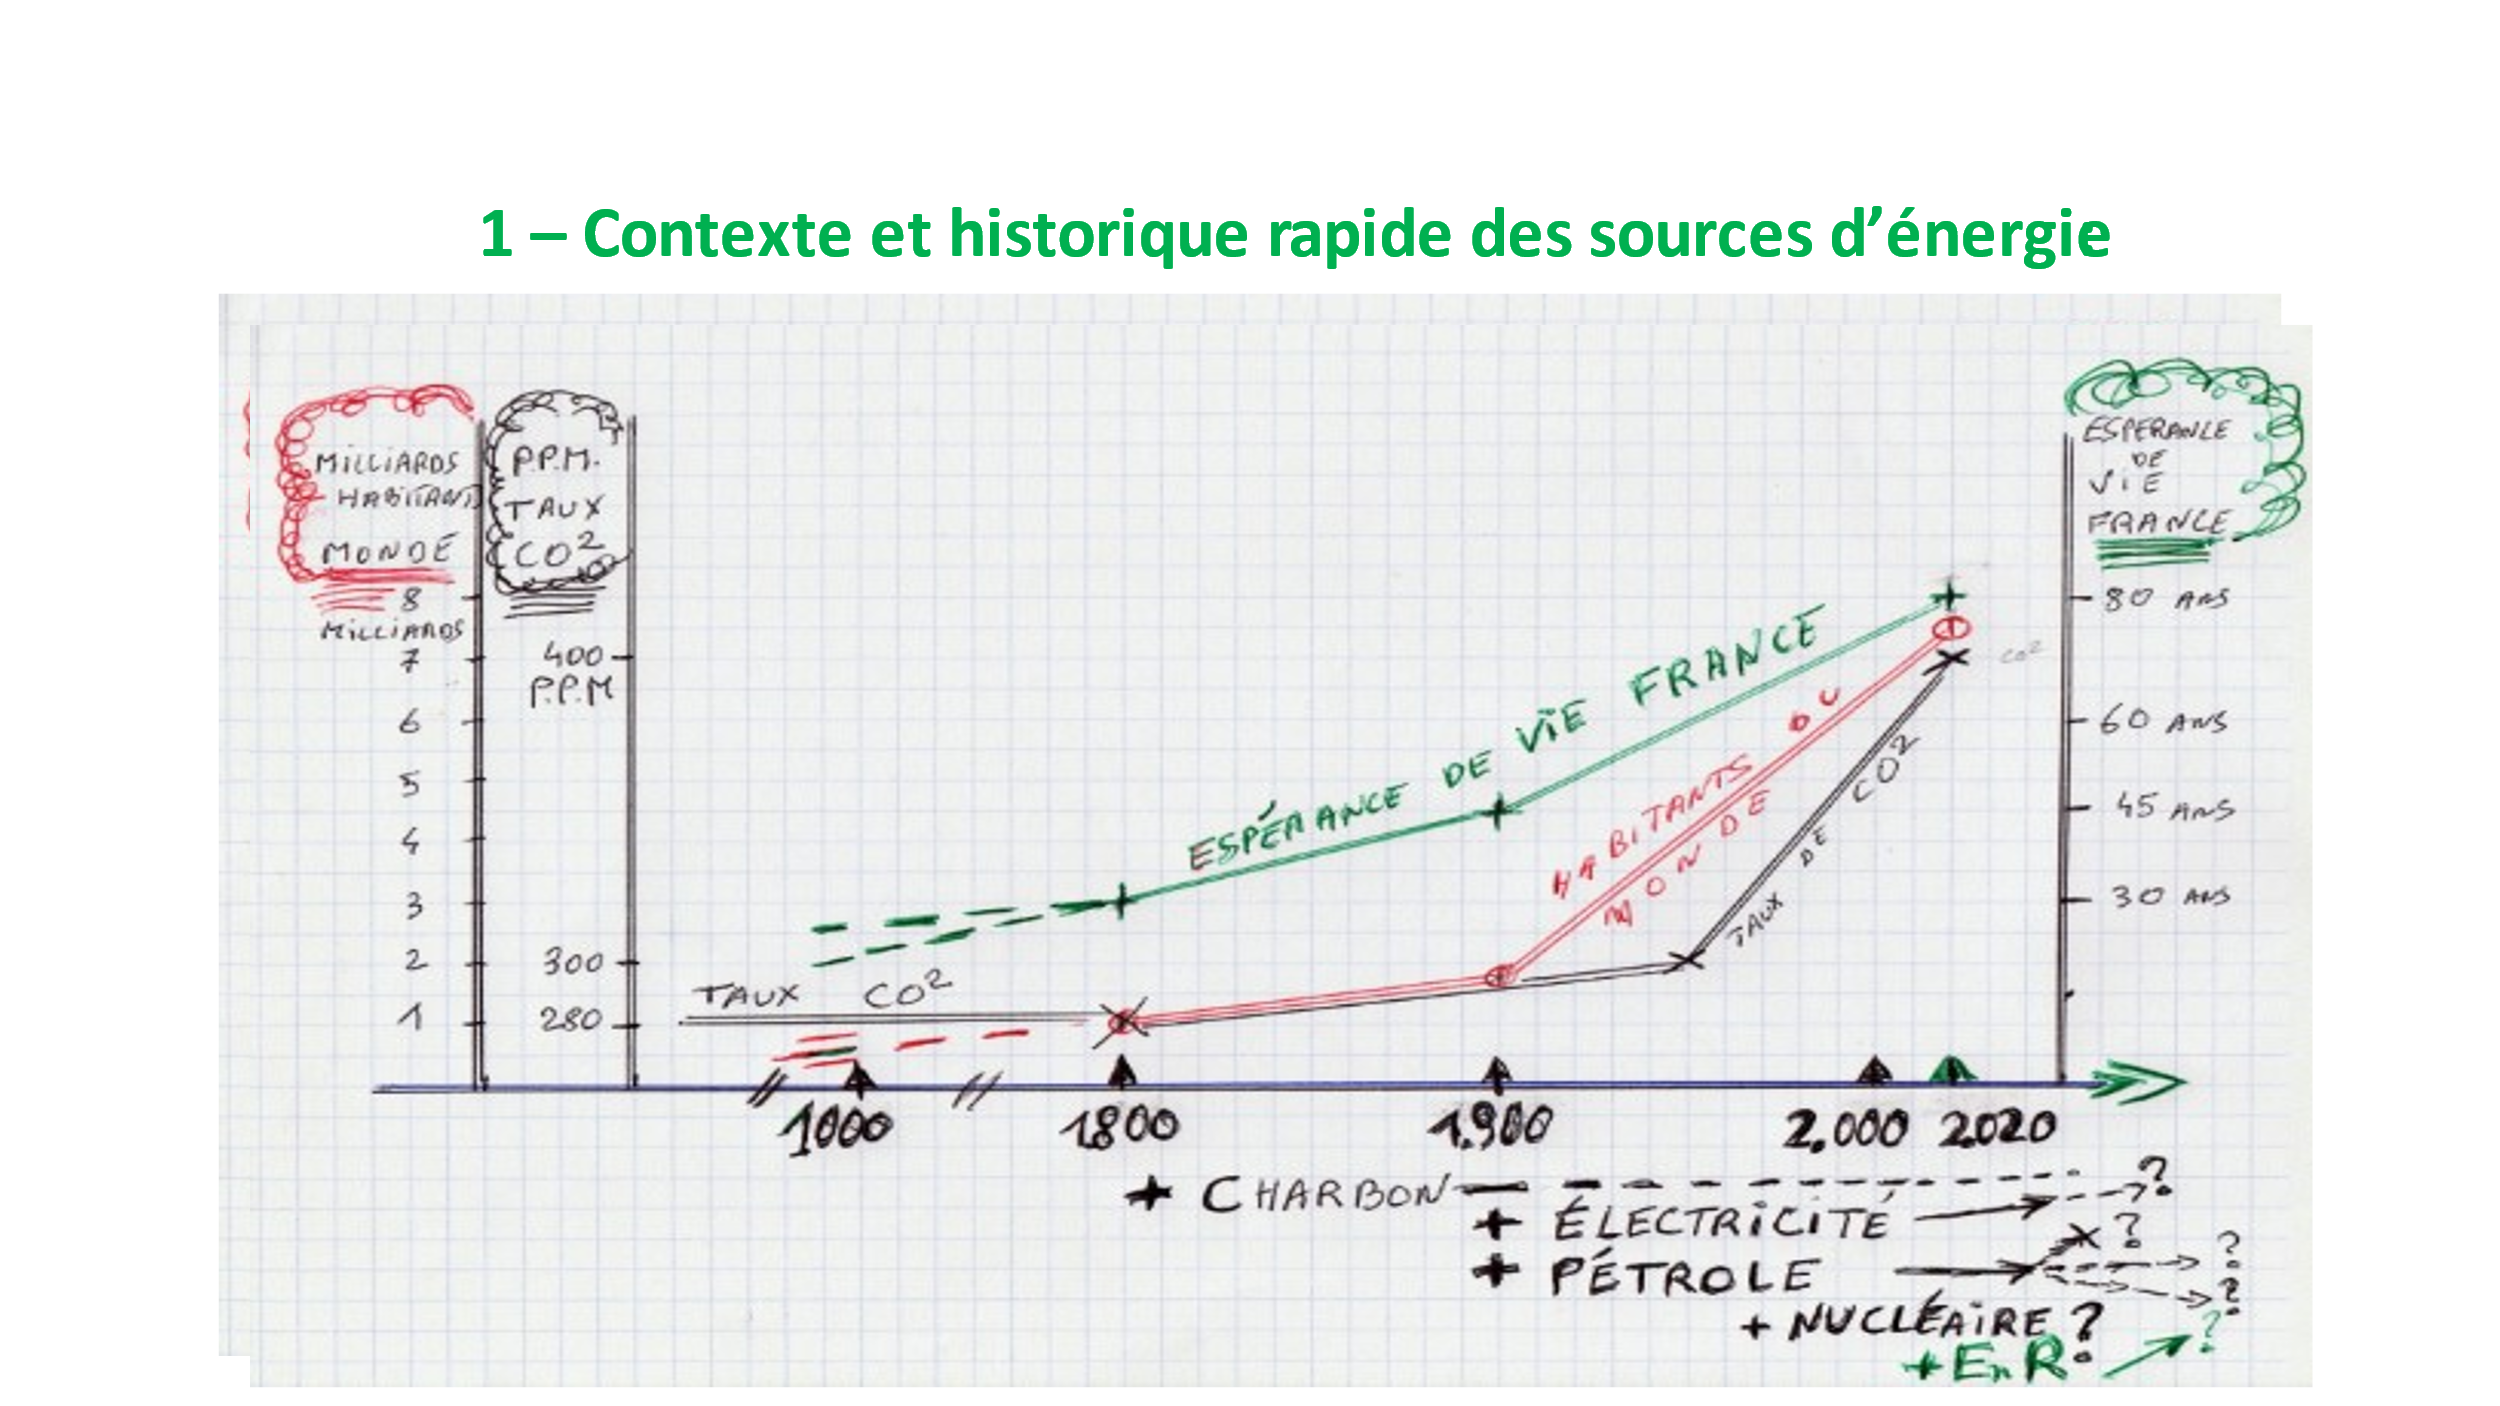 1 – Contexte et historique rapide des sources d’énergie
MILLIARDS
HABITANTS
MONDE
8
MILLIARDS
7
6
5
4
3
2
1
P.P.M.
TAUX
CO²
400
P.P.M
300
280
ESPERANCE
DE
VIE
FRANCE
80 ANS
60 ANS
45 ANS
30 ANS
ESPÉRANCE DE VIE FRANCE
HABITANTS DU
MONDE
TAUX DE CO2
CO²
TAUX CO²
1000 1800 1.900 2.000 2020
+ CHARBON ?
+ ÉLECTRICITÉ ?
+ PÉTROLE ? ?
+ NUCLÉAIRE ?
+ EnR ?